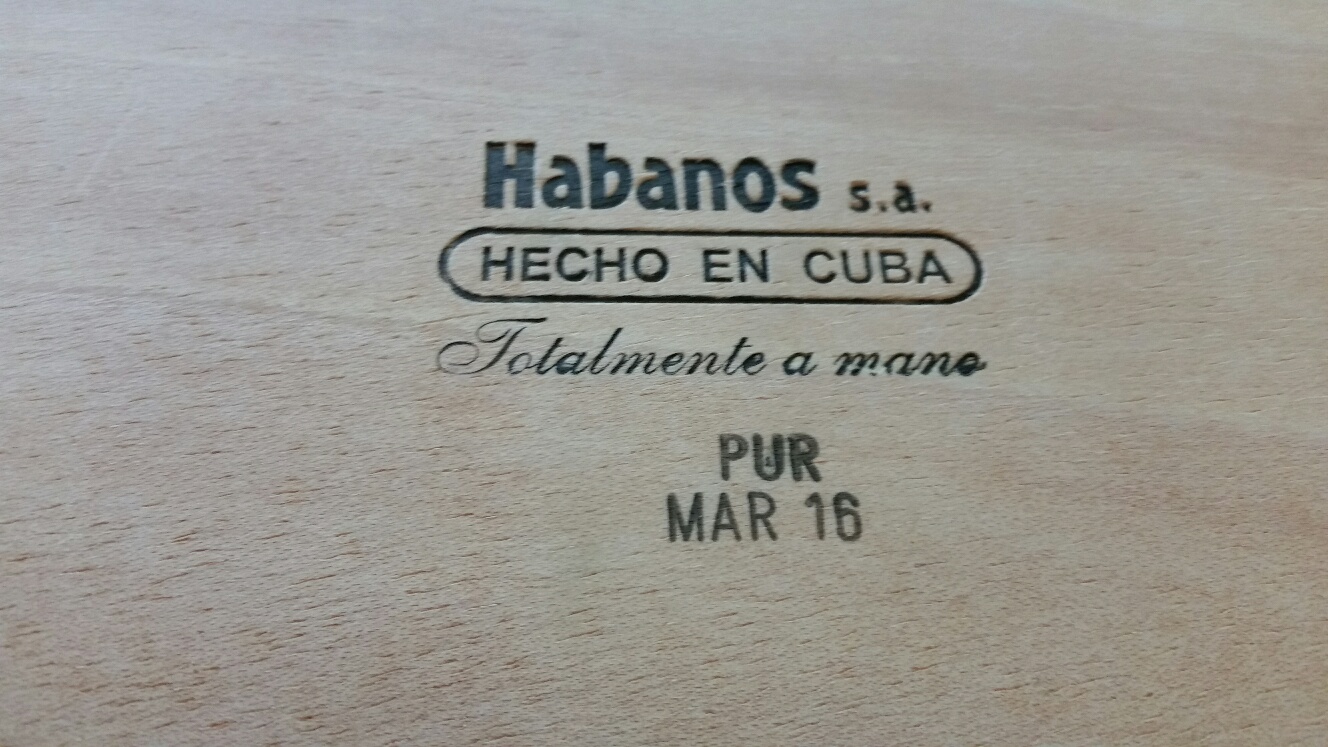 Habanos s.a.
HECHO EN CUBA
Totalmente a mano
PUR
MAR 16